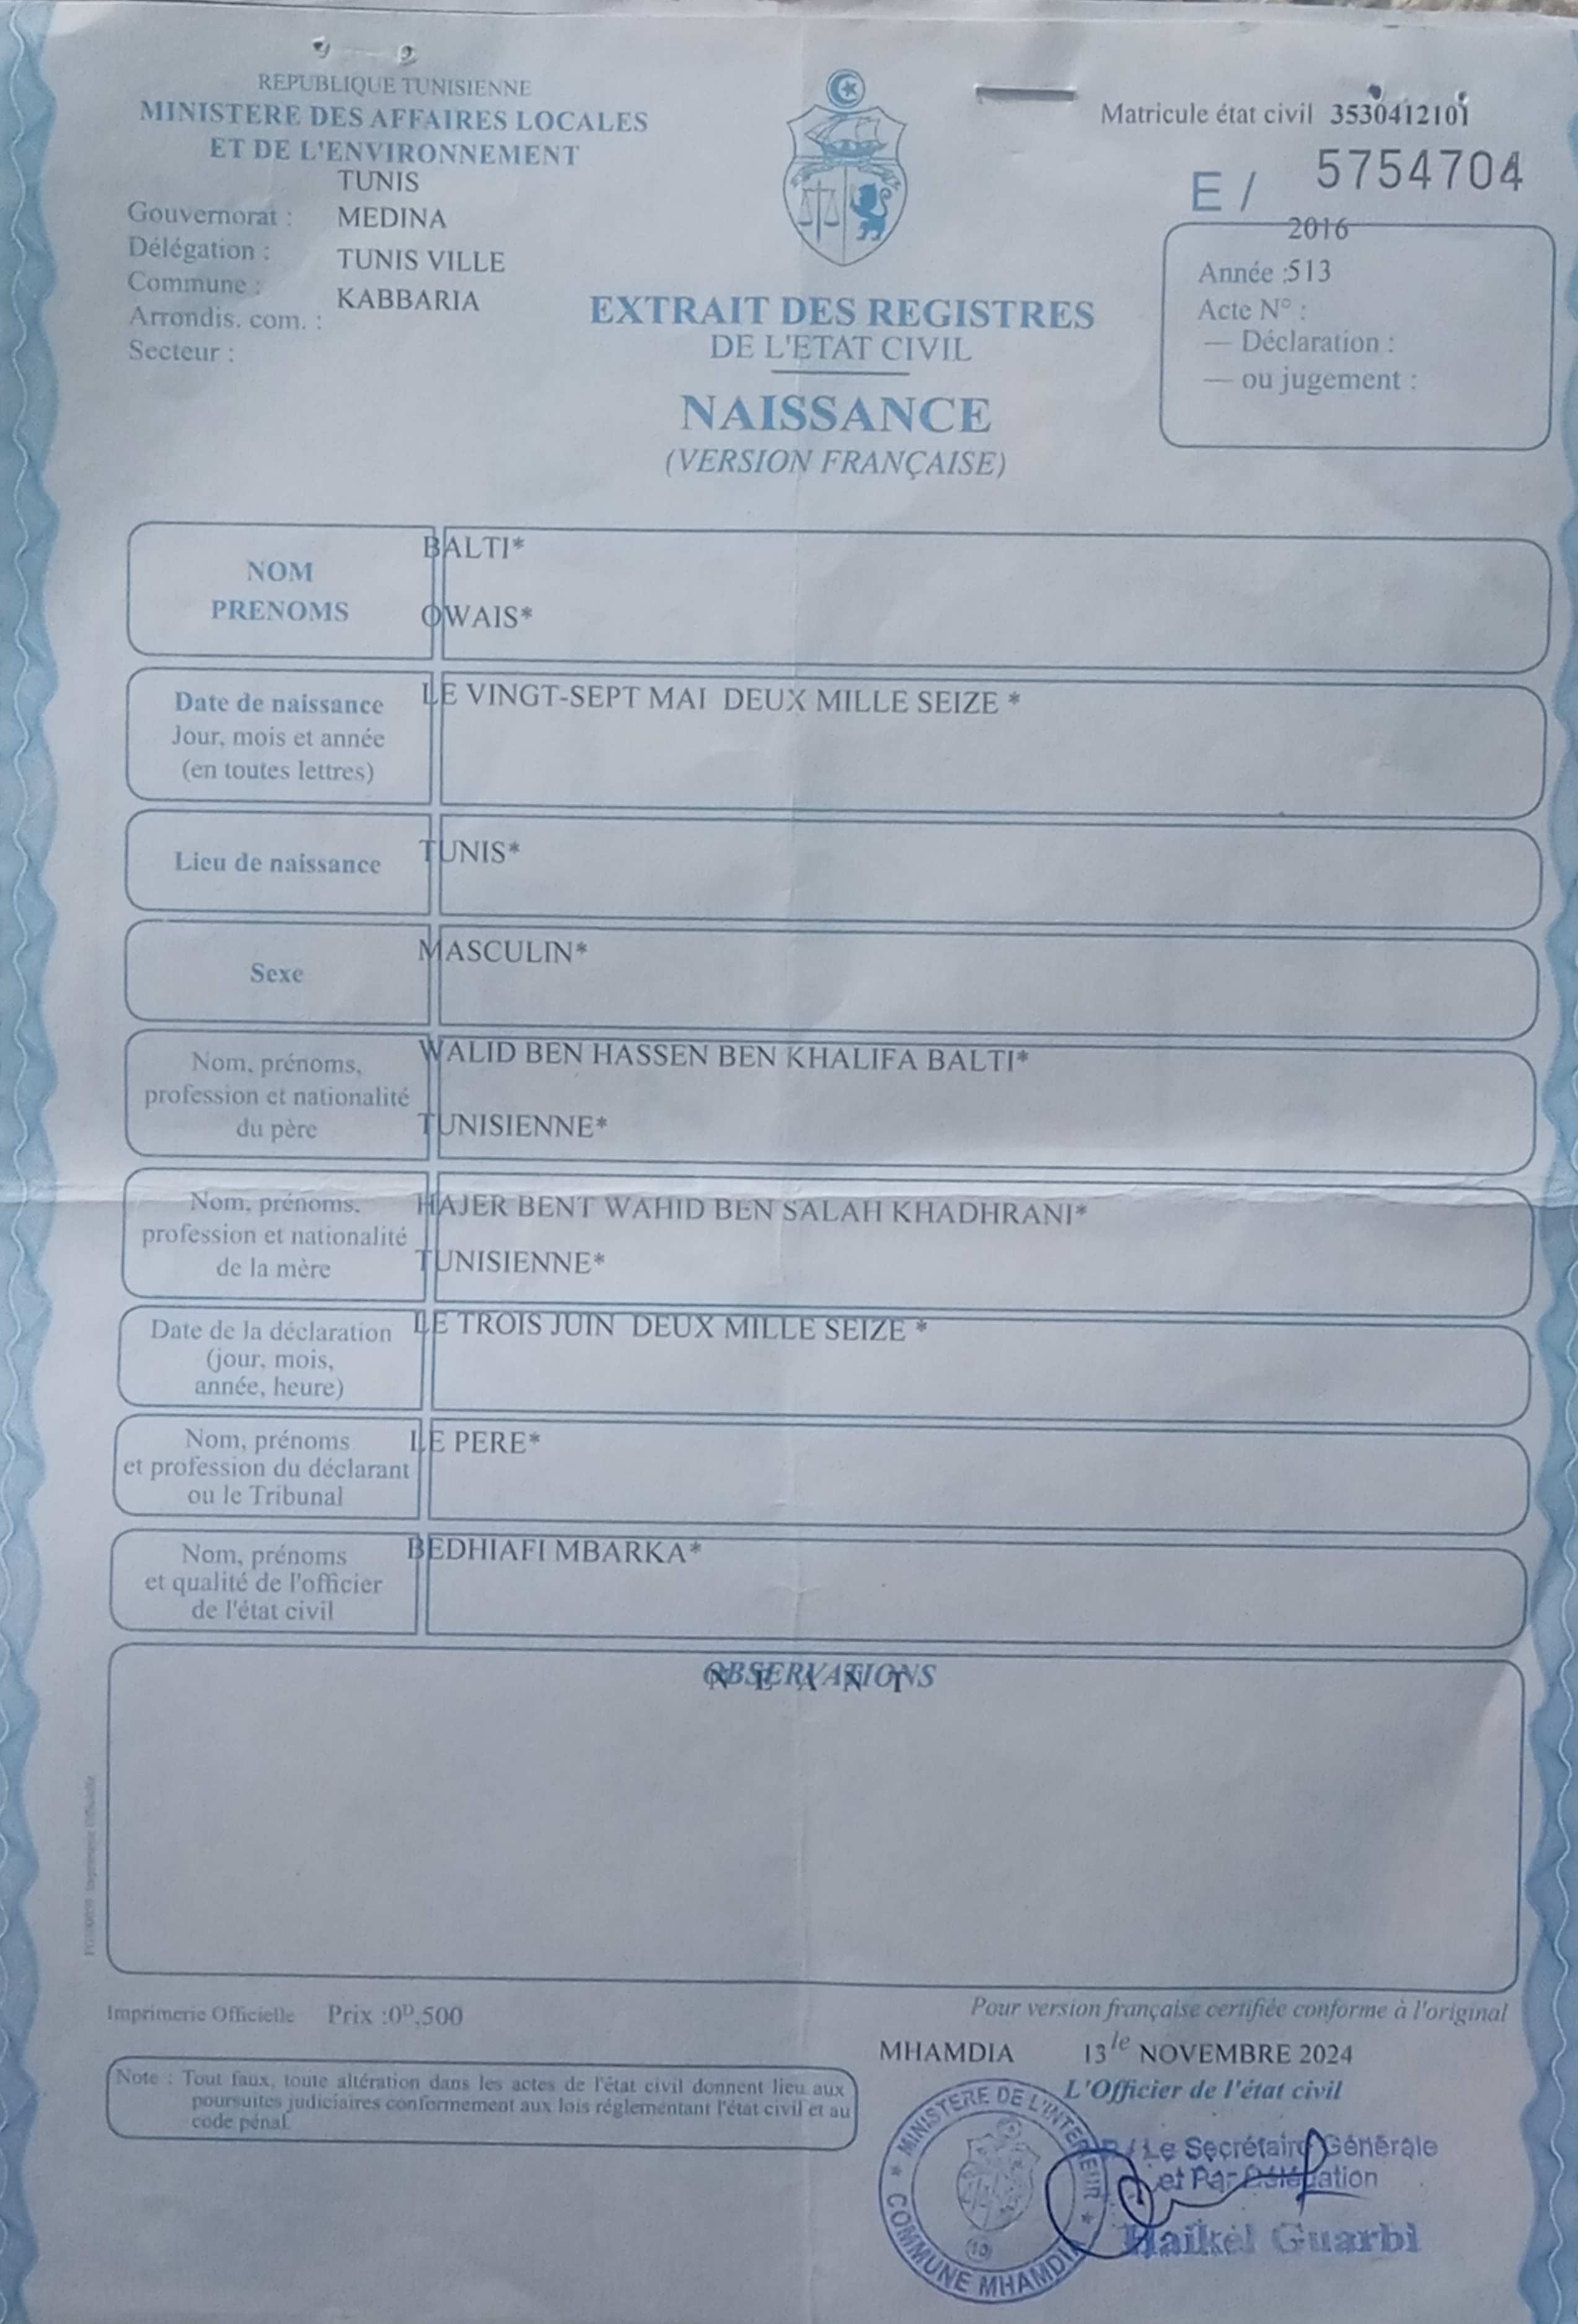 REPUBLIQUE TUNISIENNE
MINISTERE DES AFFAIRES LOCALES
ET DE L'ENVIRONNEMENT
TUNIS
Gouvernorat : MEDINA
Délégation : TUNIS VILLE
Commune : KABBARIA
Arrondis. com. :
Secteur :
Matricule état civil 3530412101
E / 5754704
2016
Année :513
Acte N° :
— Déclaration :
— ou jugement :
EXTRAIT DES REGISTRES
DE L'ETAT CIVIL
NAISSANCE
(VERSION FRANÇAISE)
NOM BALTI*
PRENOMS OWAIS*
Date de naissance LE VINGT-SEPT MAI DEUX MILLE SEIZE *
Jour, mois et année
(en toutes lettres)
Lieu de naissance TUNIS*
Sexe MASCULIN*
Nom, prénoms, WALID BEN HASSEN BEN KHALIFA BALTI*
profession et nationalité
du père TUNISIENNE*
Nom, prénoms, HAJER BENT WAHID BEN SALAH KHADHRANI*
profession et nationalité
de la mère TUNISIENNE*
Date de la déclaration LE TROIS JUIN DEUX MILLE SEIZE *
(jour, mois,
année, heure)
Nom, prénoms LE PERE*
et profession du déclarant
ou le Tribunal
Nom, prénoms BEDHIAFI MBARKA*
et qualité de l'officier
de l'état civil
OBSERVATIONS
N E A N T
Imprimerie Officielle Prix :0ᴰ,500
Pour version française certifiée conforme à l'original
MHAMDIA 13 le NOVEMBRE 2024
L'Officier de l'état civil
Note : Tout faux, toute altération dans les actes de l'état civil donnent lieu aux
poursuites judiciaires conformement aux lois réglementant l'état civil et au
code pénal.
* MINISTERE DE L'INTERIEUR *
COMMUNE MHAMDIA
(10)
P / Le Secrétaire Générale
et Par Délégation
Haikel Guarbi